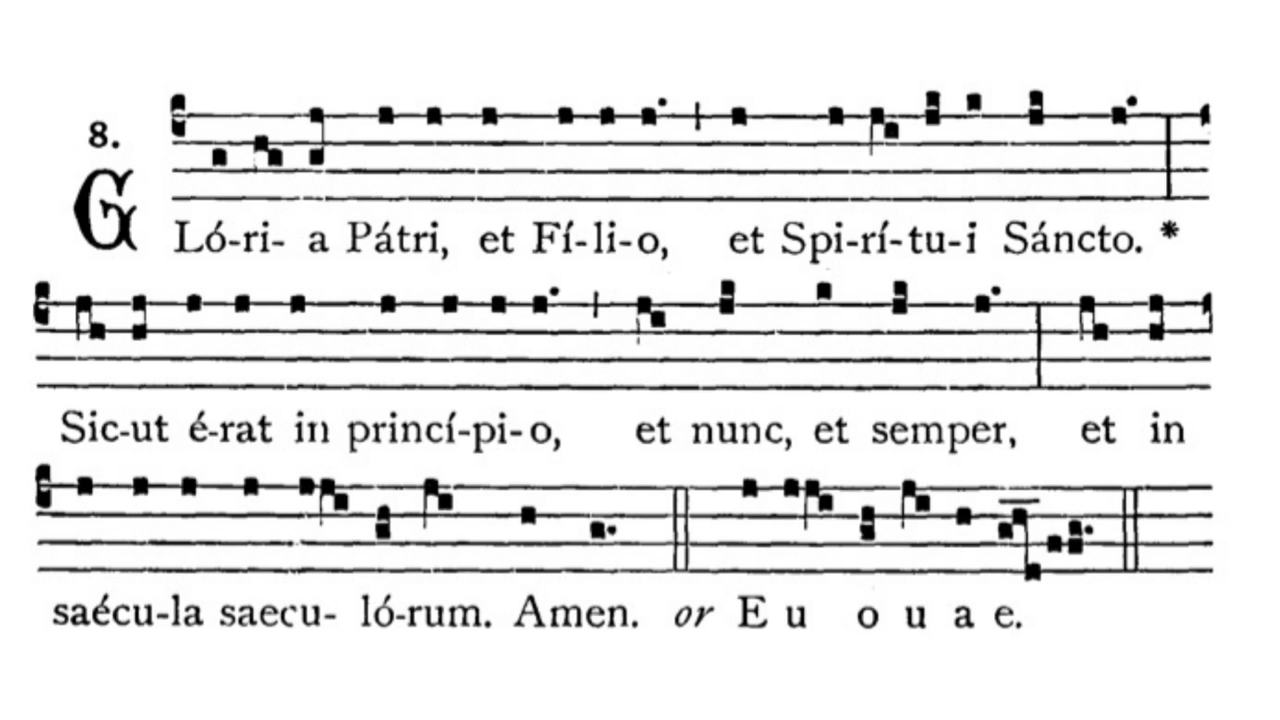 8.
GLó-ri- a Pátri, et Fí-li-o, et Spi-rí-tu-i Sáncto. *
Sic-ut é-rat in princí-pi-o, et nunc, et semper, et in
saécu-la saecu- ló-rum. Amen. or E u o u a e.